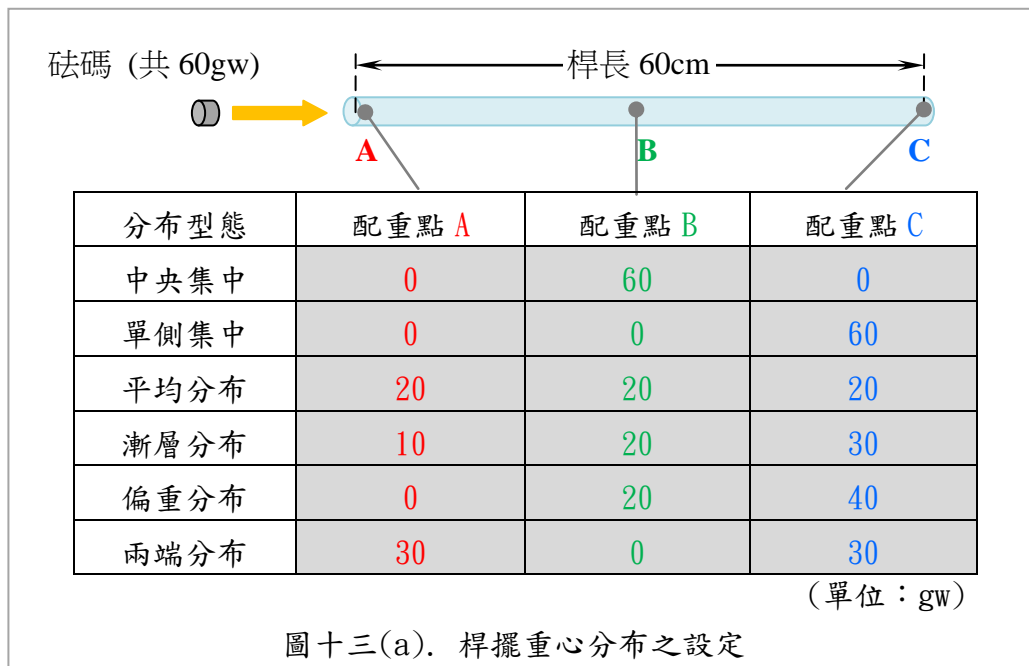 砝碼 (共 60gw)
桿長 60cm
A B C
分布型態 配重點 A 配重點 B 配重點 C
中央集中 0 60 0
單側集中 0 0 60
平均分布 20 20 20
漸層分布 10 20 30
偏重分布 0 20 40
兩端分布 30 0 30
(單位：gw)
圖十三(a). 桿擺重心分布之設定